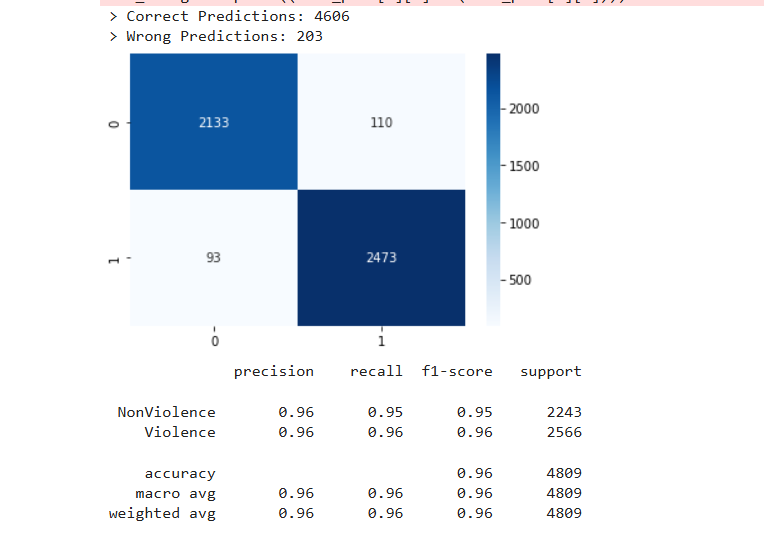 > Correct Predictions: 4606
> Wrong Predictions: 203
0 2133 110
1 93 2473
0 1
2000
1500
1000
500
precision recall f1-score support
NonViolence 0.96 0.95 0.95 2243
Violence 0.96 0.96 0.96 2566
accuracy 0.96 4809
macro avg 0.96 0.96 0.96 4809
weighted avg 0.96 0.96 0.96 4809